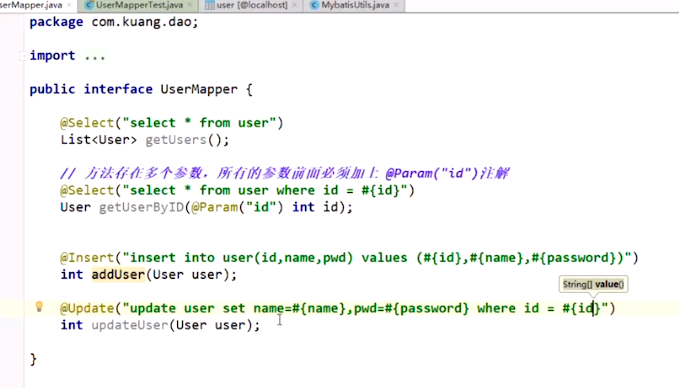 serMapper.java × UserMapperTest.java × user [@localhost] × MybatisUtils.java ×
package com.kuang.dao;
import ...
public interface UserMapper {
@Select("select * from user")
List<User> getUsers();
// 方法存在多个参数，所有的参数前面必须加上 @Param("id")注解
@Select("select * from user where id = #{id}")
User getUserByID(@Param("id") int id);
@Insert("insert into user(id,name,pwd) values (#{id},#{name},#{password})")
int addUser(User user);
String[] value()
@Update("update user set name=#{name},pwd=#{password} where id = #{id}")
int updateUser(User user);
}